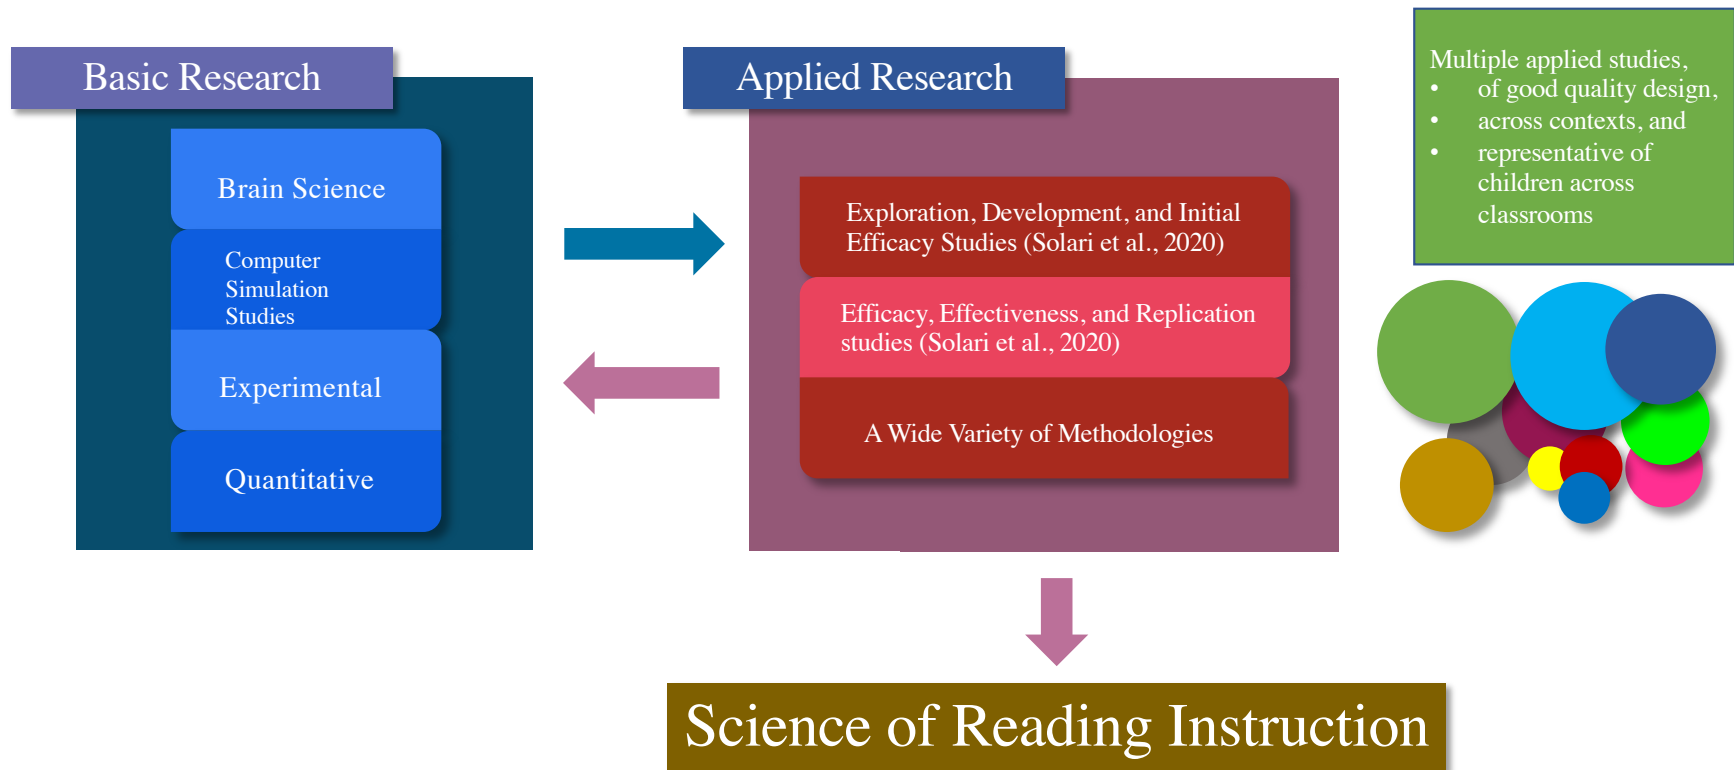 Basic Research
Brain Science
Computer
Simulation
Studies
Experimental
Quantitative
Applied Research
Exploration, Development, and Initial
Efficacy Studies (Solari et al., 2020)
Efficacy, Effectiveness, and Replication
studies (Solari et al., 2020)
A Wide Variety of Methodologies
Multiple applied studies,
• of good quality design,
• across contexts, and
• representative of
children across
classrooms
Science of Reading Instruction